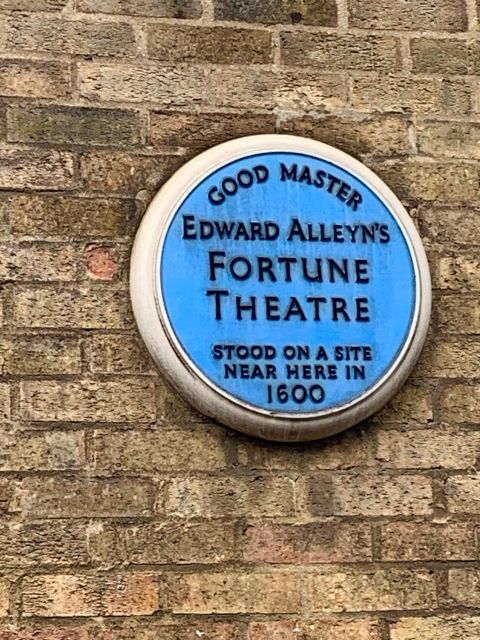 GOOD MASTER
EDWARD ALLEYN'S
FORTUNE
THEATRE
STOOD ON A SITE
NEAR HERE IN
1600